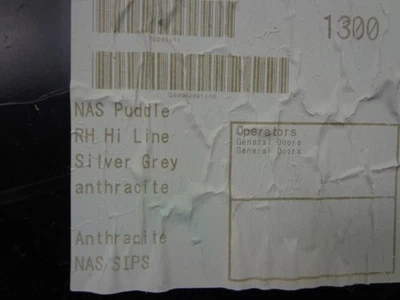 1300
NAS Puddle
RH Hi Line
Silver Grey
anthracite
Anthracite
NAS SIPS
Operators
General Doors
General Doors